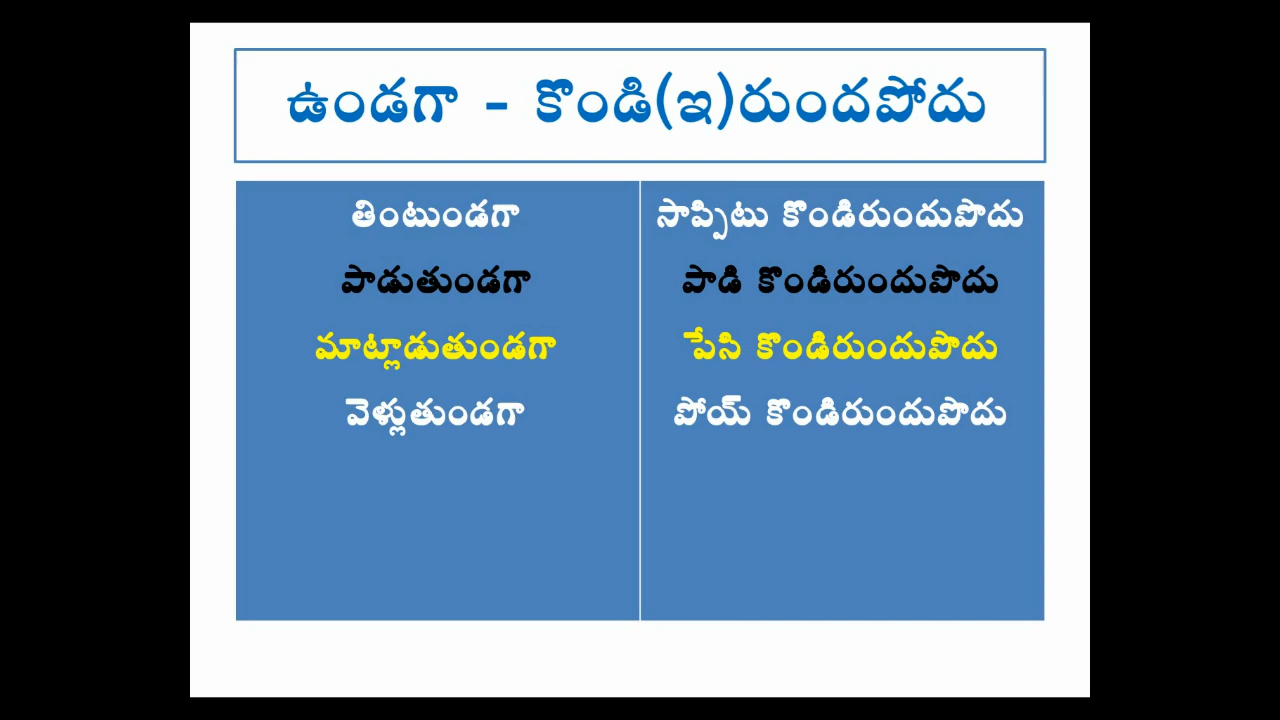 ఉండగా - కొండి(ఇ)రుందపోదు
తింటుండగా సాప్పిటు కొండిరుందుపొదు
పాడుతుండగా పాడి కొండిరుందుపొదు
మాట్లాడుతుండగా పేసి కొండిరుందుపొదు
వెళ్లుతుండగా పోయ్ కొండిరుందుపొదు